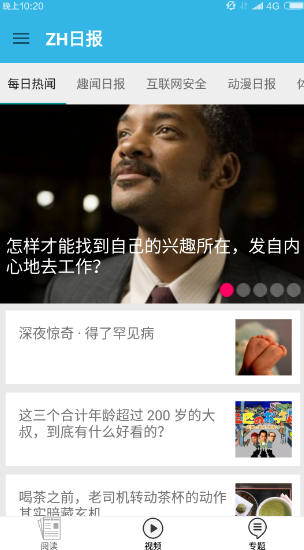 晚上10:20
4G
ZH日报
每日热闻 趣闻日报 互联网安全 动漫日报
怎样才能找到自己的兴趣所在，发自内
心地去工作？
深夜惊奇 · 得了罕见病
这三个合计年龄超过 200 岁的大
叔，到底有什么好看的？
喝茶之前，老司机转动茶杯的动作
其实暗藏玄机
阅读 视频 专题